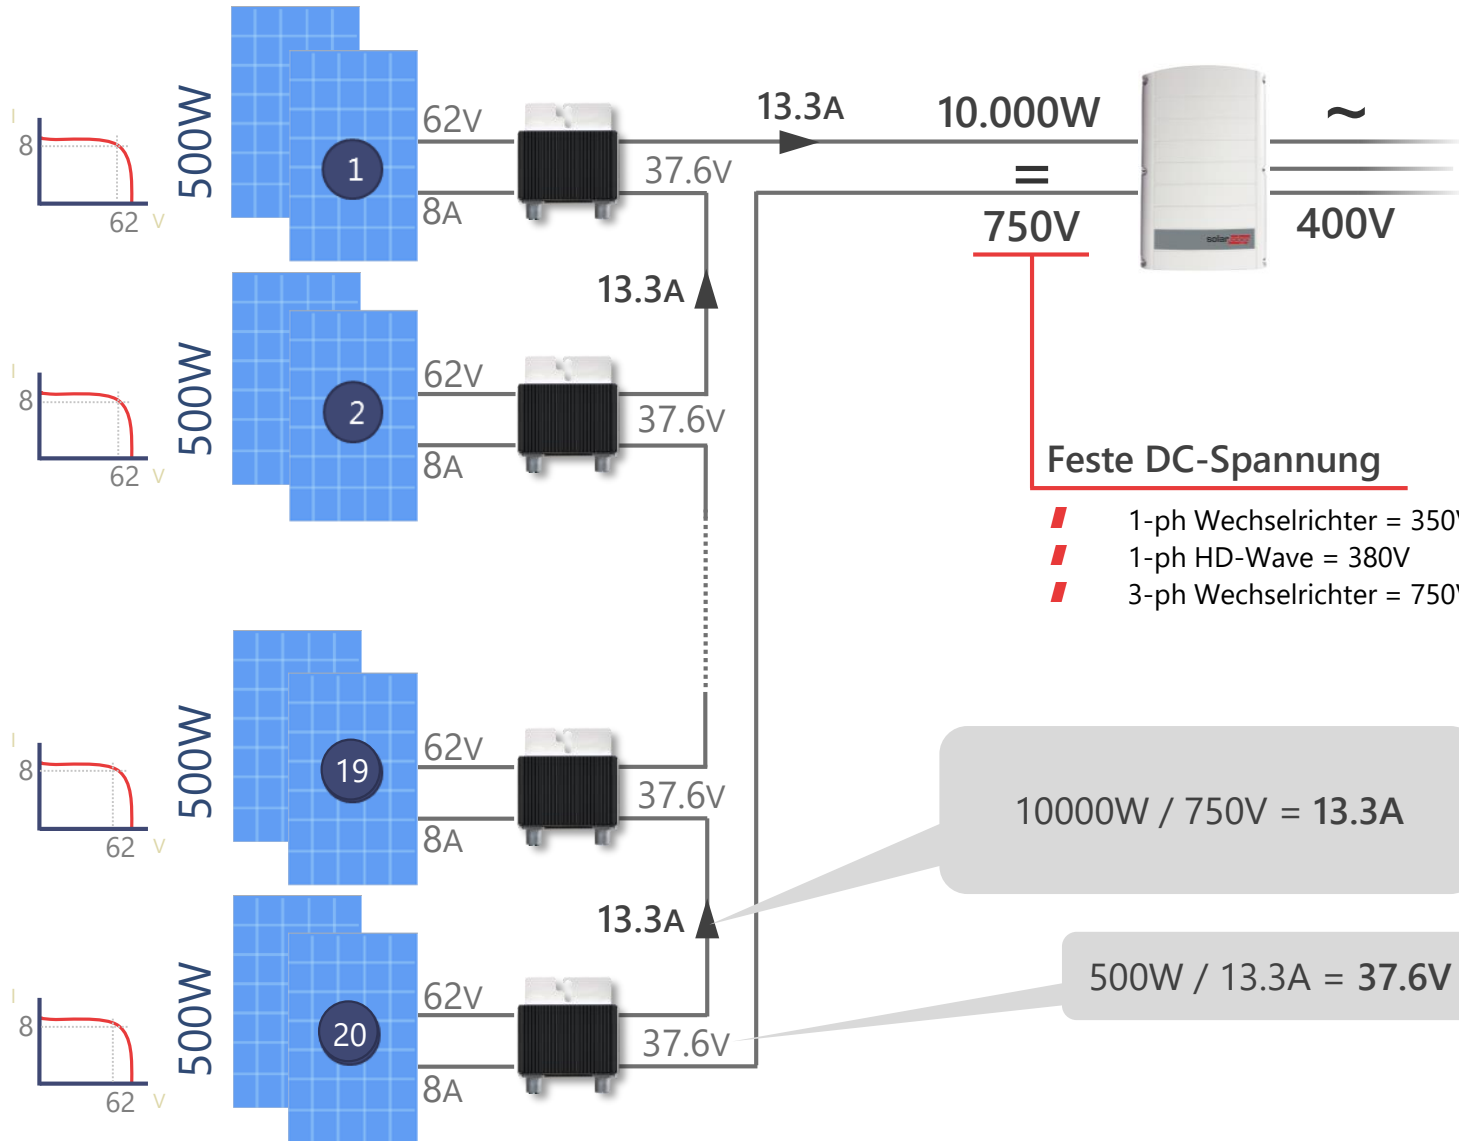 I
8
62 V
500W
1
62V
8A
37.6V
13.3A
10.000W
=
750V
~
400V
solaredge
13.3A
I
8
62 V
500W
2
62V
8A
37.6V
Feste DC-Spannung
1-ph Wechselrichter = 350V
1-ph HD-Wave = 380V
3-ph Wechselrichter = 750V
I
8
62 V
500W
19
62V
8A
37.6V
10000W / 750V = 13.3A
13.3A
I
8
62 V
500W
20
62V
8A
37.6V
500W / 13.3A = 37.6V